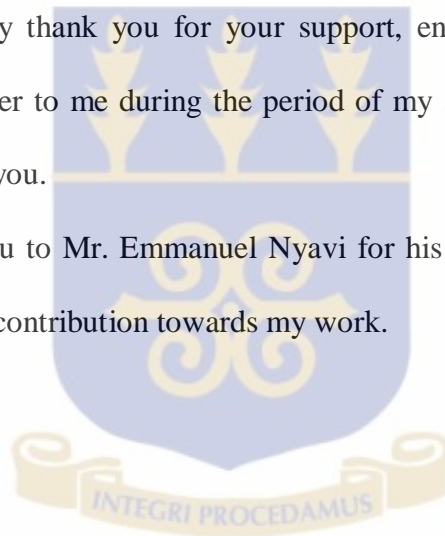 y thank you for your support, en
er to me during the period of my
you.
u to Mr. Emmanuel Nyavi for his
contribution towards my work.
INTEGRI PROCEDAMUS